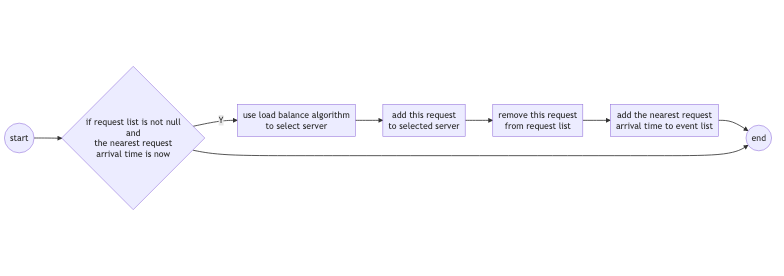 start
if request list is not null
and
the nearest request
arrival time is now
Y
use load balance algorithm
to select server
add this request
to selected server
remove this request
from request list
add the nearest request
arrival time to event list
end